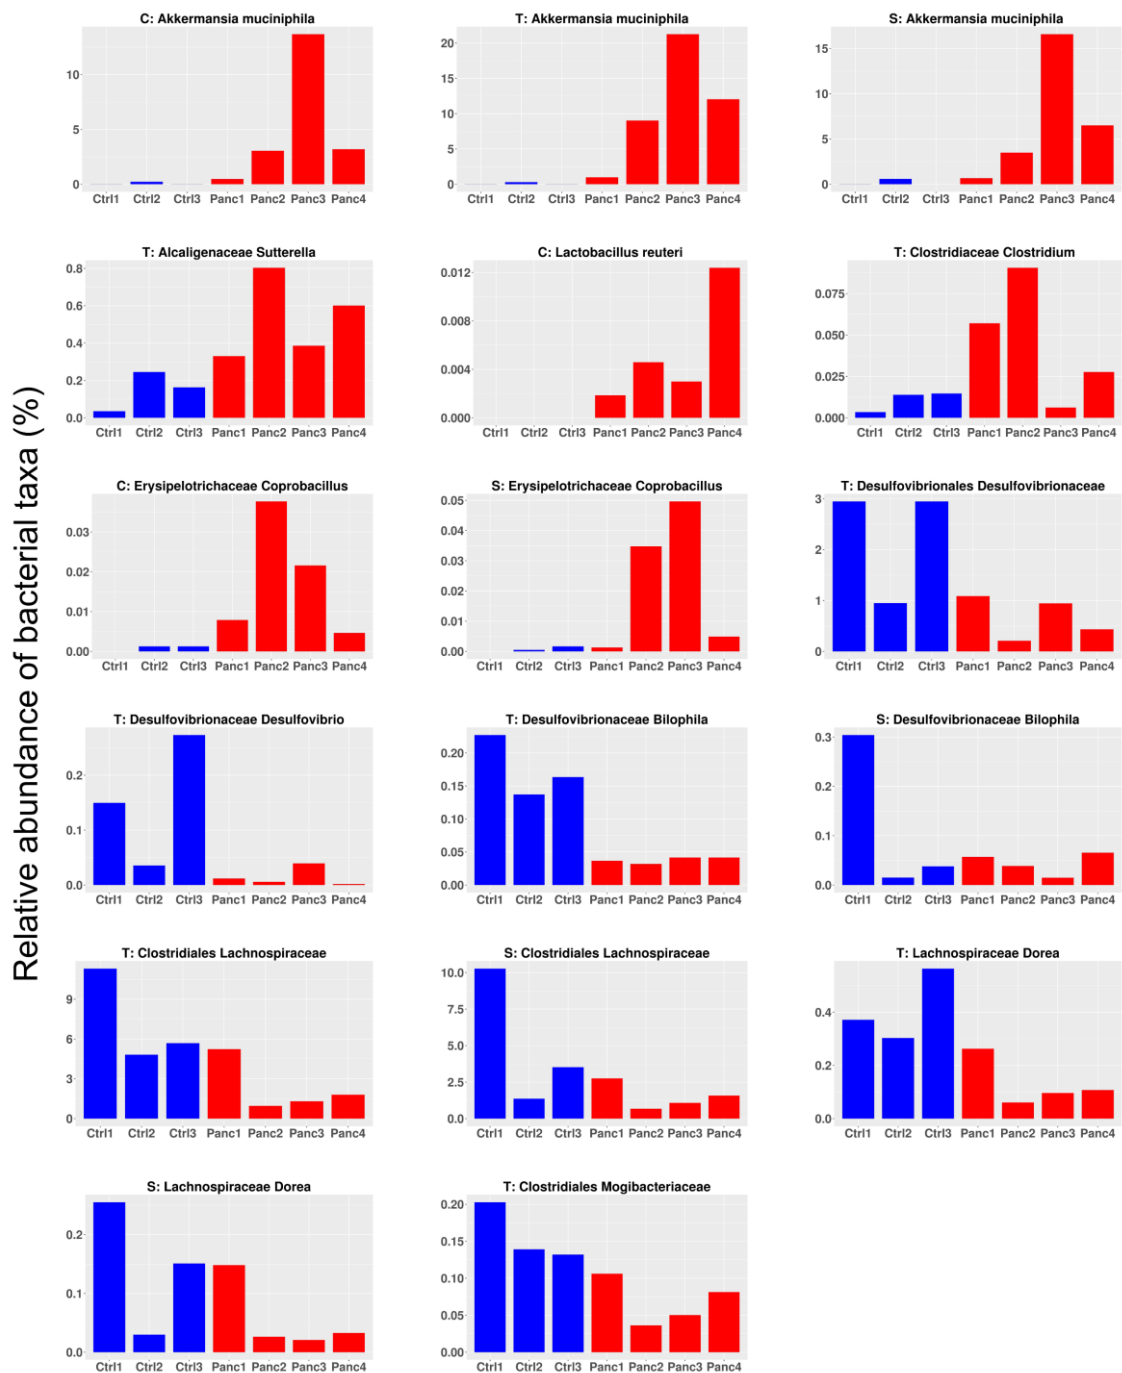 Relative abundance of bacterial taxa (%)
C: Akkermansia muciniphila
10
5
0
Ctrl1 Ctrl2 Ctrl3 Panc1 Panc2 Panc3 Panc4
T: Akkermansia muciniphila
20
15
10
5
0
Ctrl1 Ctrl2 Ctrl3 Panc1 Panc2 Panc3 Panc4
S: Akkermansia muciniphila
15
10
5
0
Ctrl1 Ctrl2 Ctrl3 Panc1 Panc2 Panc3 Panc4
T: Alcaligenaceae Sutterella
0.8
0.6
0.4
0.2
0.0
Ctrl1 Ctrl2 Ctrl3 Panc1 Panc2 Panc3 Panc4
C: Lactobacillus reuteri
0.012
0.008
0.004
0.000
Ctrl1 Ctrl2 Ctrl3 Panc1 Panc2 Panc3 Panc4
T: Clostridiaceae Clostridium
0.075
0.050
0.025
0.000
Ctrl1 Ctrl2 Ctrl3 Panc1 Panc2 Panc3 Panc4
C: Erysipelotrichaceae Coprobacillus
0.03
0.02
0.01
0.00
Ctrl1 Ctrl2 Ctrl3 Panc1 Panc2 Panc3 Panc4
S: Erysipelotrichaceae Coprobacillus
0.05
0.04
0.03
0.02
0.01
0.00
Ctrl1 Ctrl2 Ctrl3 Panc1 Panc2 Panc3 Panc4
T: Desulfovibrionales Desulfovibrionaceae
3
2
1
0
Ctrl1 Ctrl2 Ctrl3 Panc1 Panc2 Panc3 Panc4
T: Desulfovibrionaceae Desulfovibrio
0.2
0.1
0.0
Ctrl1 Ctrl2 Ctrl3 Panc1 Panc2 Panc3 Panc4
T: Desulfovibrionaceae Bilophila
0.20
0.15
0.10
0.05
0.00
Ctrl1 Ctrl2 Ctrl3 Panc1 Panc2 Panc3 Panc4
S: Desulfovibrionaceae Bilophila
0.3
0.2
0.1
0.0
Ctrl1 Ctrl2 Ctrl3 Panc1 Panc2 Panc3 Panc4
T: Clostridiales Lachnospiraceae
9
6
3
0
Ctrl1 Ctrl2 Ctrl3 Panc1 Panc2 Panc3 Panc4
S: Clostridiales Lachnospiraceae
10.0
7.5
5.0
2.5
0.0
Ctrl1 Ctrl2 Ctrl3 Panc1 Panc2 Panc3 Panc4
T: Lachnospiraceae Dorea
0.4
0.2
0.0
Ctrl1 Ctrl2 Ctrl3 Panc1 Panc2 Panc3 Panc4
S: Lachnospiraceae Dorea
0.2
0.1
0.0
Ctrl1 Ctrl2 Ctrl3 Panc1 Panc2 Panc3 Panc4
T: Clostridiales Mogibacteriaceae
0.20
0.15
0.10
0.05
0.00
Ctrl1 Ctrl2 Ctrl3 Panc1 Panc2 Panc3 Panc4